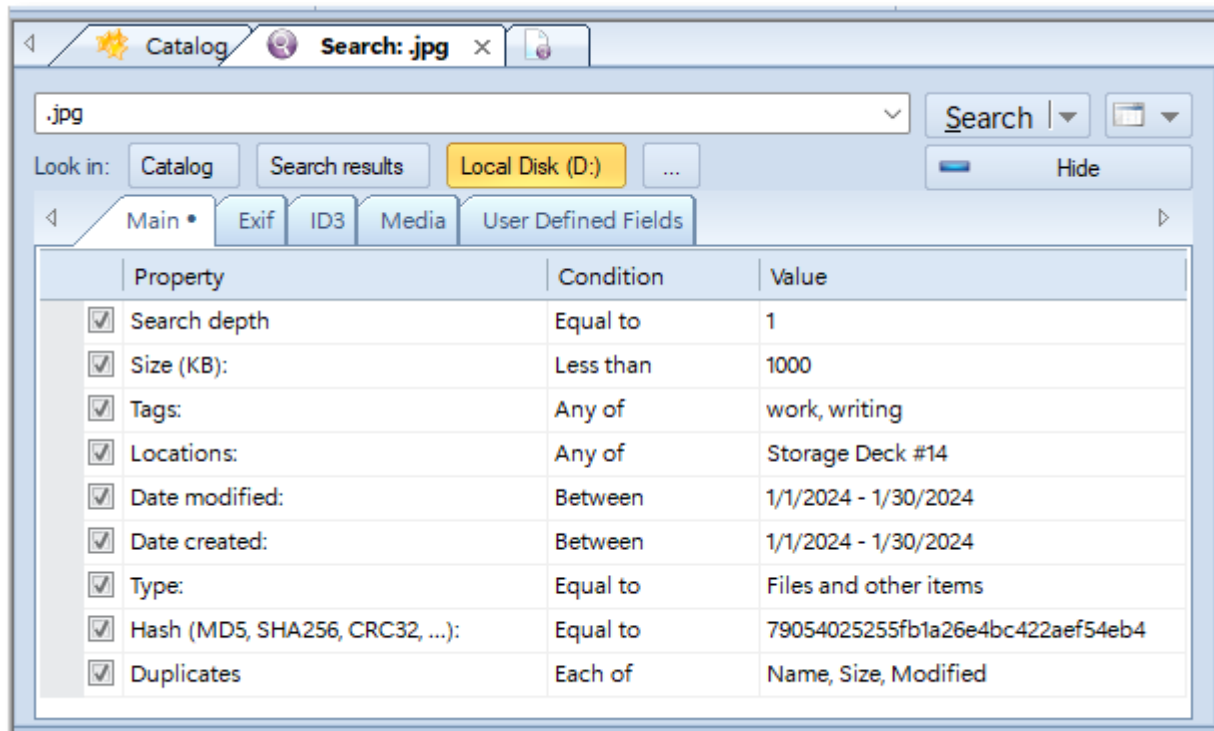 Catalog Search: .jpg
.jpg Search
Look in: Catalog Search results Local Disk (D:) ... Hide
Main • Exif ID3 Media User Defined Fields
Property Condition Value
Search depth Equal to 1
Size (KB): Less than 1000
Tags: Any of work, writing
Locations: Any of Storage Deck #14
Date modified: Between 1/1/2024 - 1/30/2024
Date created: Between 1/1/2024 - 1/30/2024
Type: Equal to Files and other items
Hash (MD5, SHA256, CRC32, ...): Equal to 79054025255fb1a26e4bc422aef54eb4
Duplicates Each of Name, Size, Modified